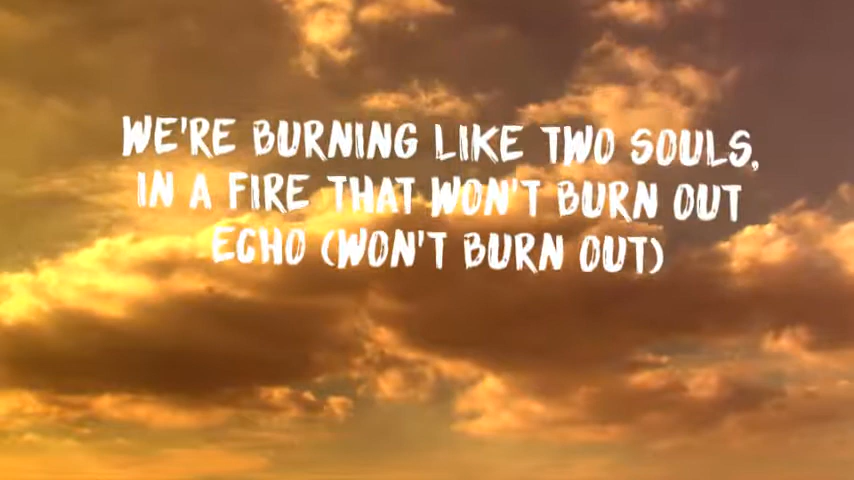 WE'RE BURNING LIKE TWO SOULS,
IN A FIRE THAT WON'T BURN OUT
ECHO (WON'T BURN OUT)